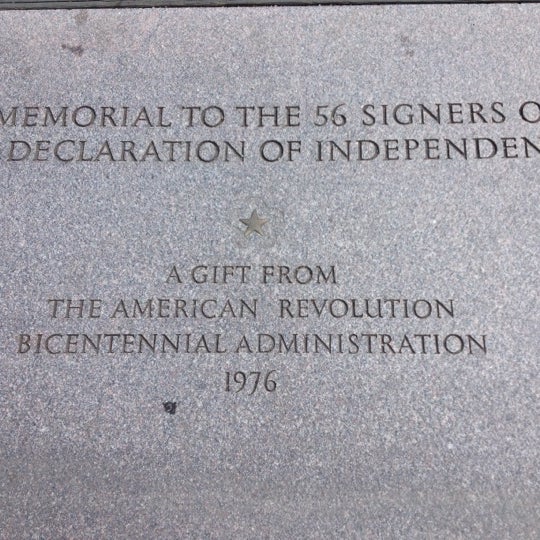 MEMORIAL TO THE 56 SIGNERS O
DECLARATION OF INDEPENDEN
A GIFT FROM
THE AMERICAN REVOLUTION
BICENTENNIAL ADMINISTRATION
1976